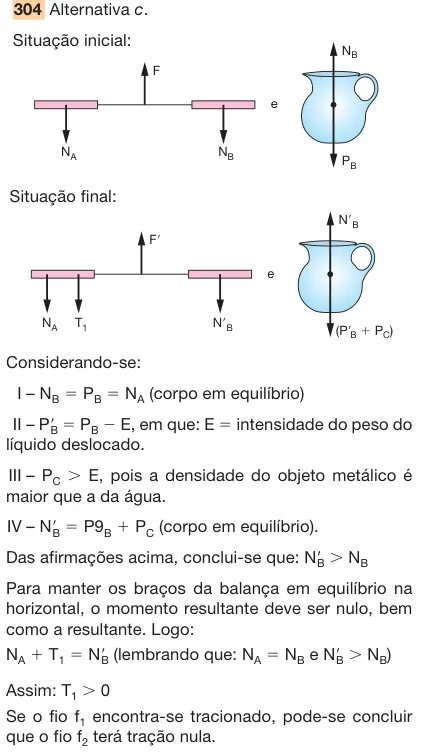 304 Alternativa c.
Situação inicial:
F
N_B
e
N_A
N_B
P_B
Situação final:
F′
N′_B
e
N_A
T_1
N′_B
(P′_B + P_C)
Considerando-se:
I – N_B = P_B = N_A (corpo em equilíbrio)
II – P′_B = P_B − E, em que: E = intensidade do peso do
líquido deslocado.
III – P_C > E, pois a densidade do objeto metálico é
maior que a da água.
IV – N′_B = P9_B + P_C (corpo em equilíbrio).
Das afirmações acima, conclui-se que: N′_B > N_B
Para manter os braços da balança em equilíbrio na
horizontal, o momento resultante deve ser nulo, bem
como a resultante. Logo:
N_A + T_1 = N′_B (lembrando que: N_A = N_B e N′_B > N_B)
Assim: T_1 > 0
Se o fio f_1 encontra-se tracionado, pode-se concluir
que o fio f_2 terá tração nula.